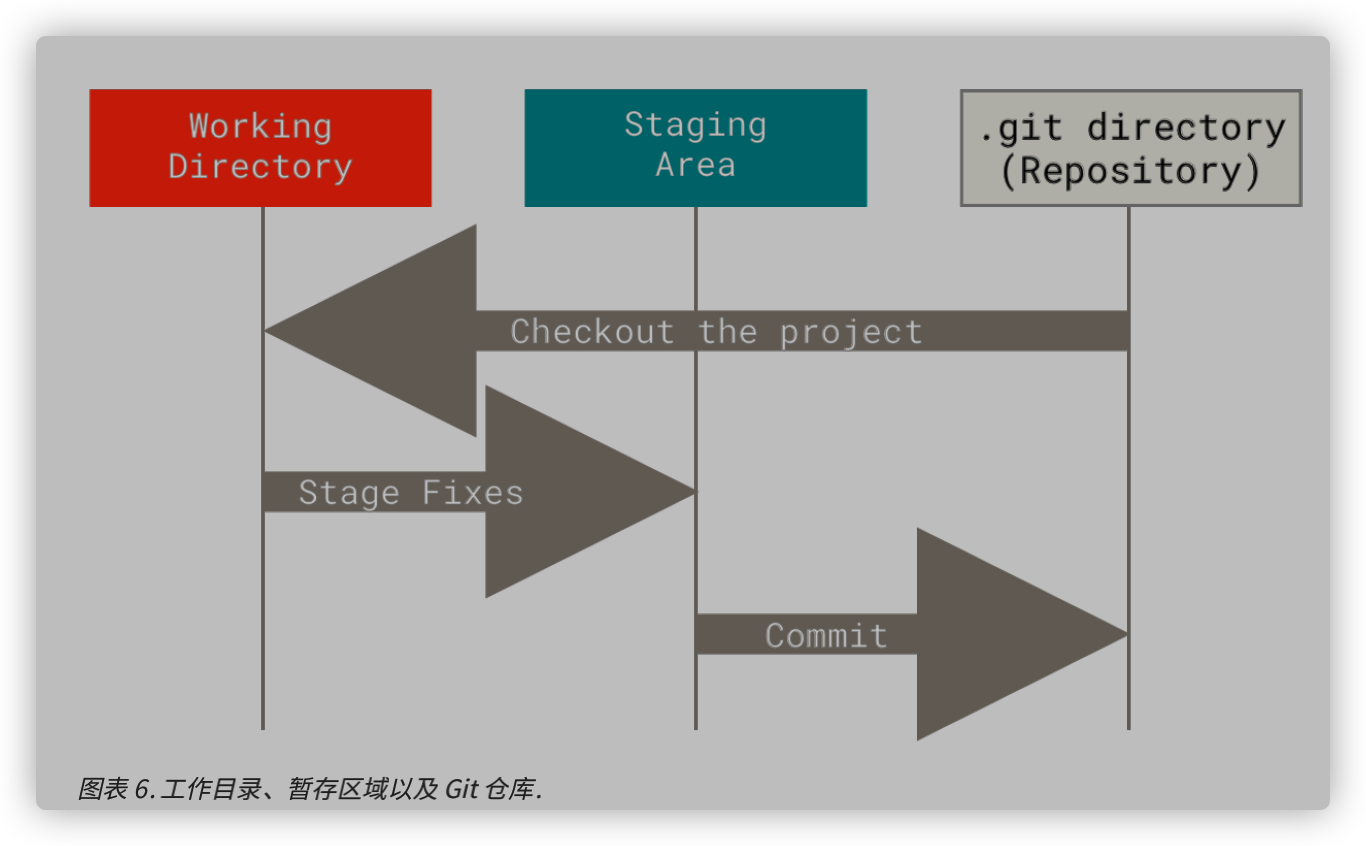 Working
Directory
Staging
Area
.git directory
(Repository)
Checkout the project
Stage Fixes
Commit
图表 6. 工作目录、暂存区域以及 Git 仓库.